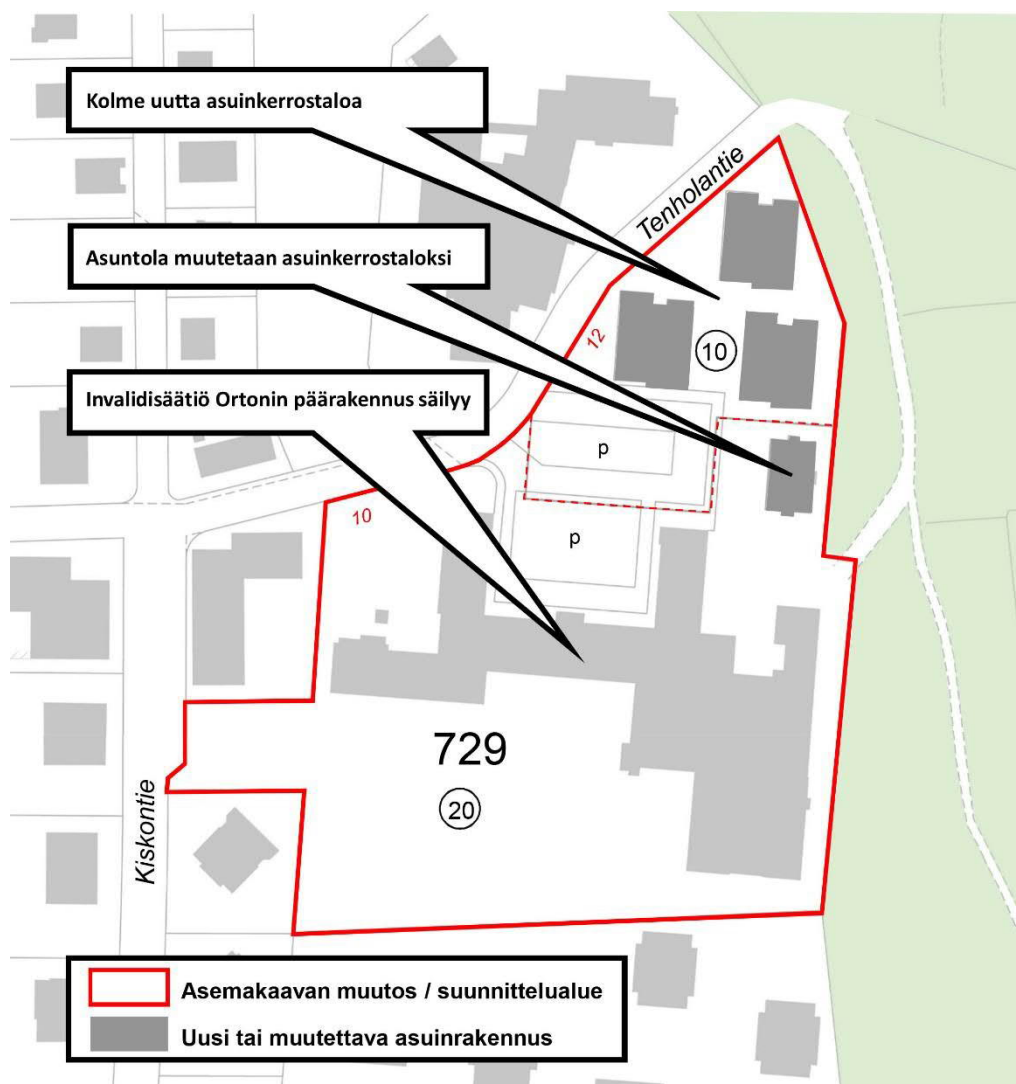 Kolme uutta asuinkerrostaloa
Tenholantie
Asuntola muutetaan asuinkerrostaloksi
12
10
Invalidisäätiö Ortonin päärakennus säilyy
p
10
p
729
20
Kiskontie
Asemakaavan muutos / suunnittelualue
Uusi tai muutettava asuinrakennus